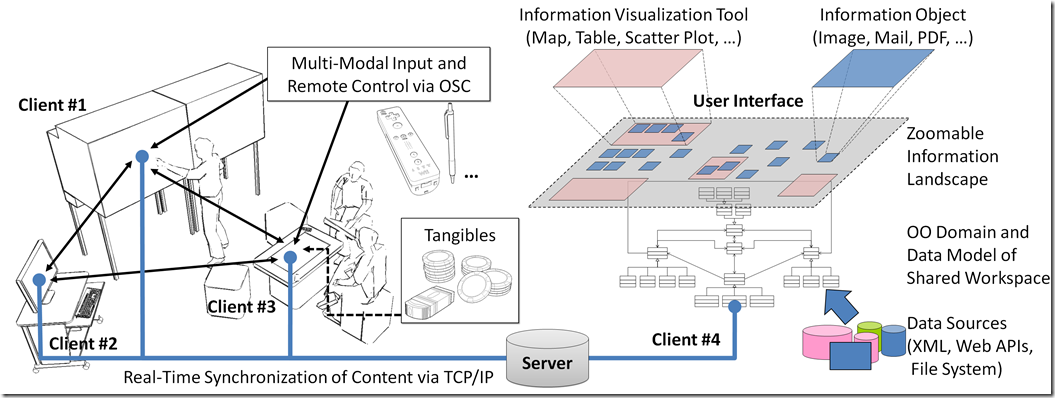 Information Visualization Tool
(Map, Table, Scatter Plot, …)
Information Object
(Image, Mail, PDF, …)
Multi-Modal Input and
Remote Control via OSC
Client #1
User Interface
...
Zoomable
Information
Landscape
Tangibles
OO Domain and
Data Model of
Shared Workspace
Client #3
Client #2
Client #4
Data Sources
(XML, Web APIs,
File System)
Server
Real-Time Synchronization of Content via TCP/IP